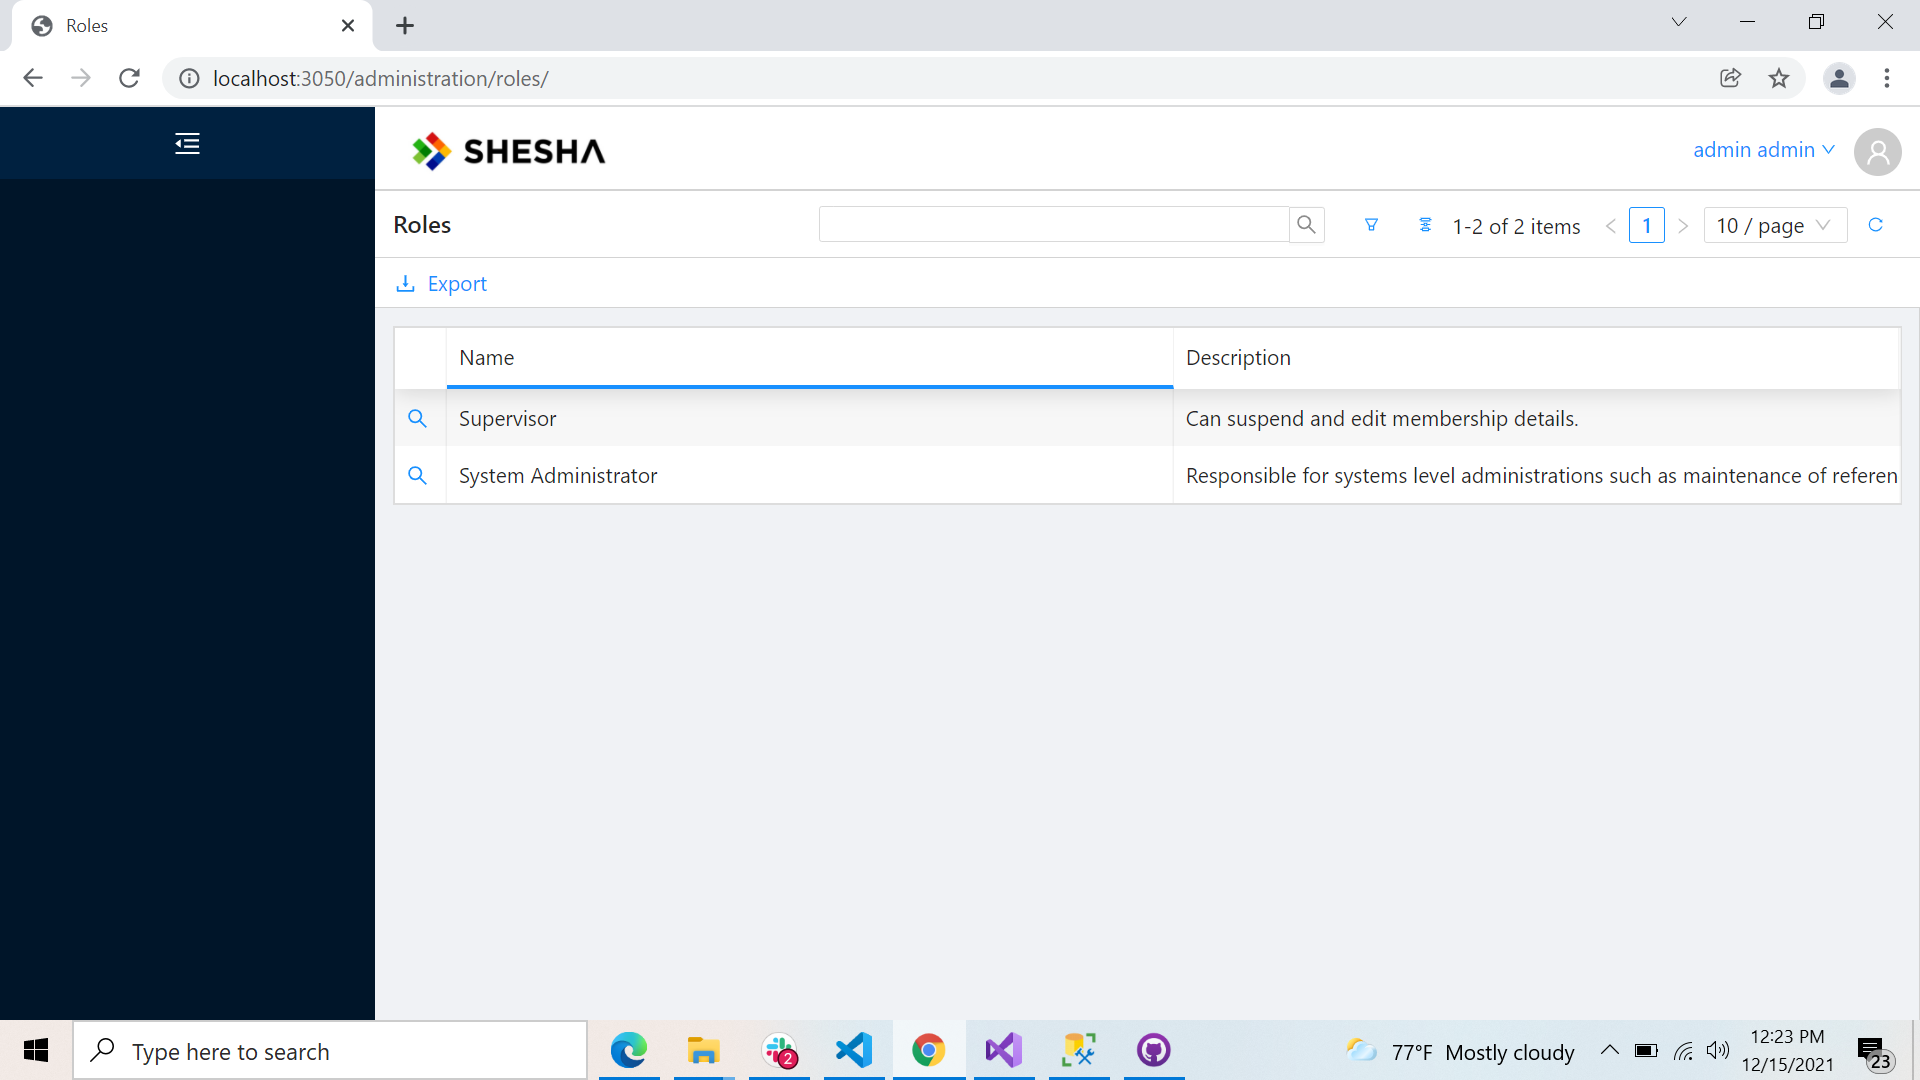 Roles
localhost:3050/administration/roles/
SHESHA
admin admin
Roles
1-2 of 2 items
1
10 / page
Export
Name
Description
Supervisor
Can suspend and edit membership details.
System Administrator
Responsible for systems level administrations such as maintenance of referen
Type here to search
2
77°F Mostly cloudy
12:23 PM
12/15/2021
23